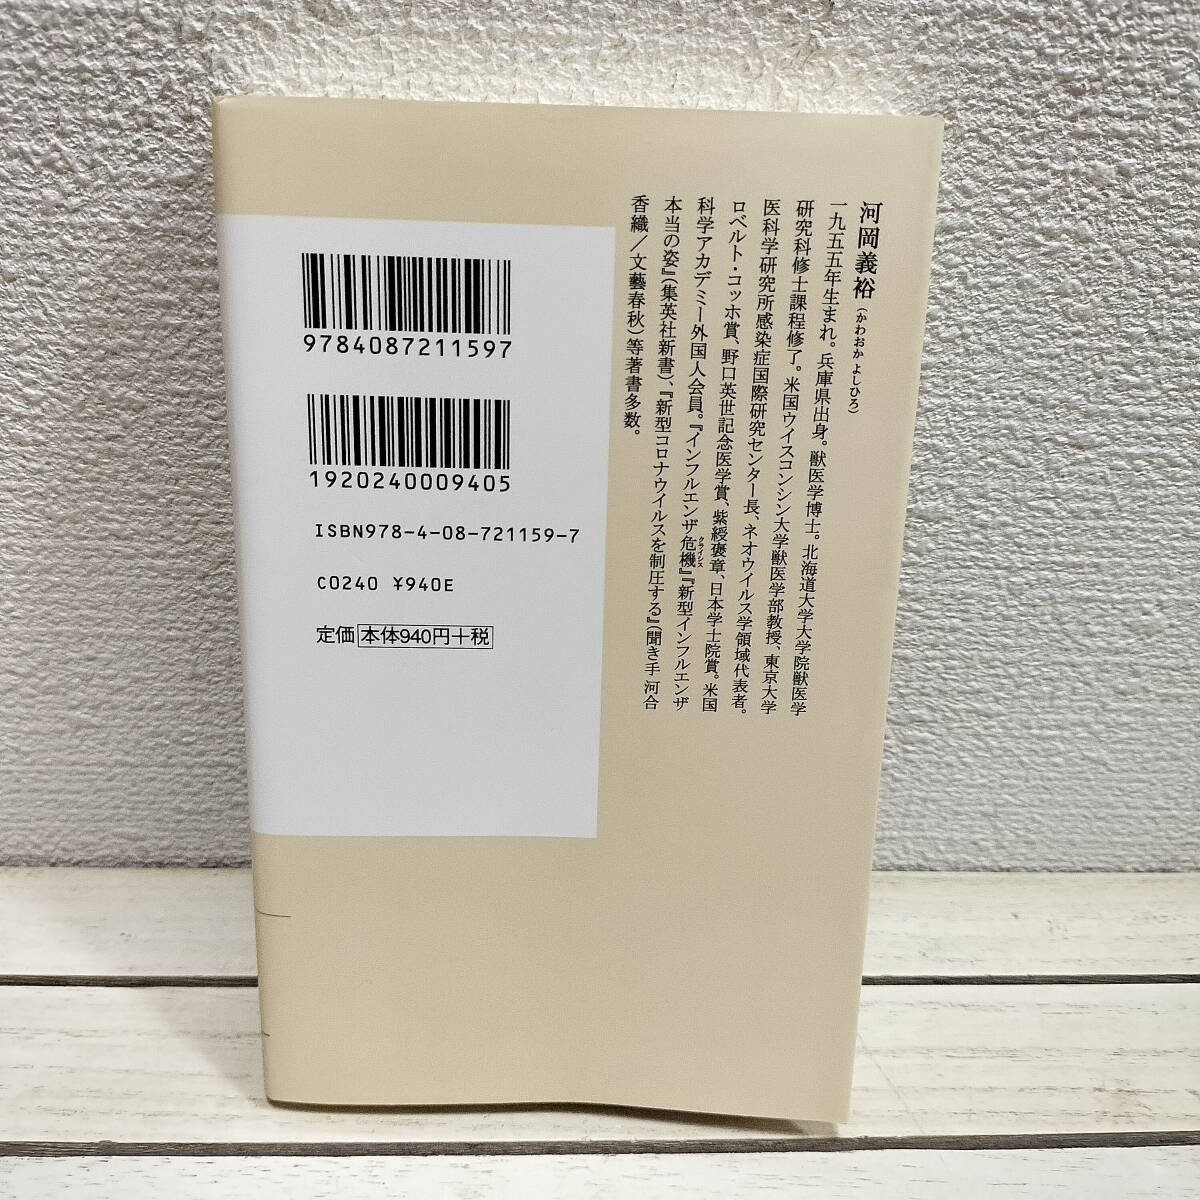 河岡義裕(かわおか よしひろ)
一九五五年生まれ。兵庫県出身。獣医学博士。北海道大学大学院獣医学
研究科修士課程修了。米国ウイスコンシン大学獣医学部教授、東京大学
医科学研究所感染症国際研究センター長、ネオウイルス学領域代表者。
ロベルト・コッホ賞、野口英世記念医学賞、紫綬褒章、日本学士院賞。米国
科学アカデミー外国人会員。『インフルエンザ危機』『新型インフルエンザ
クライシス
本当の姿』(集英社新書)、『新型コロナウイルスを制圧する』(聞き手 河合
香織/文藝春秋)等著書多数。
9784087211597
1920240009405
ISBN978-4-08-721159-7
C0240 ¥940E
定価 本体940円+税